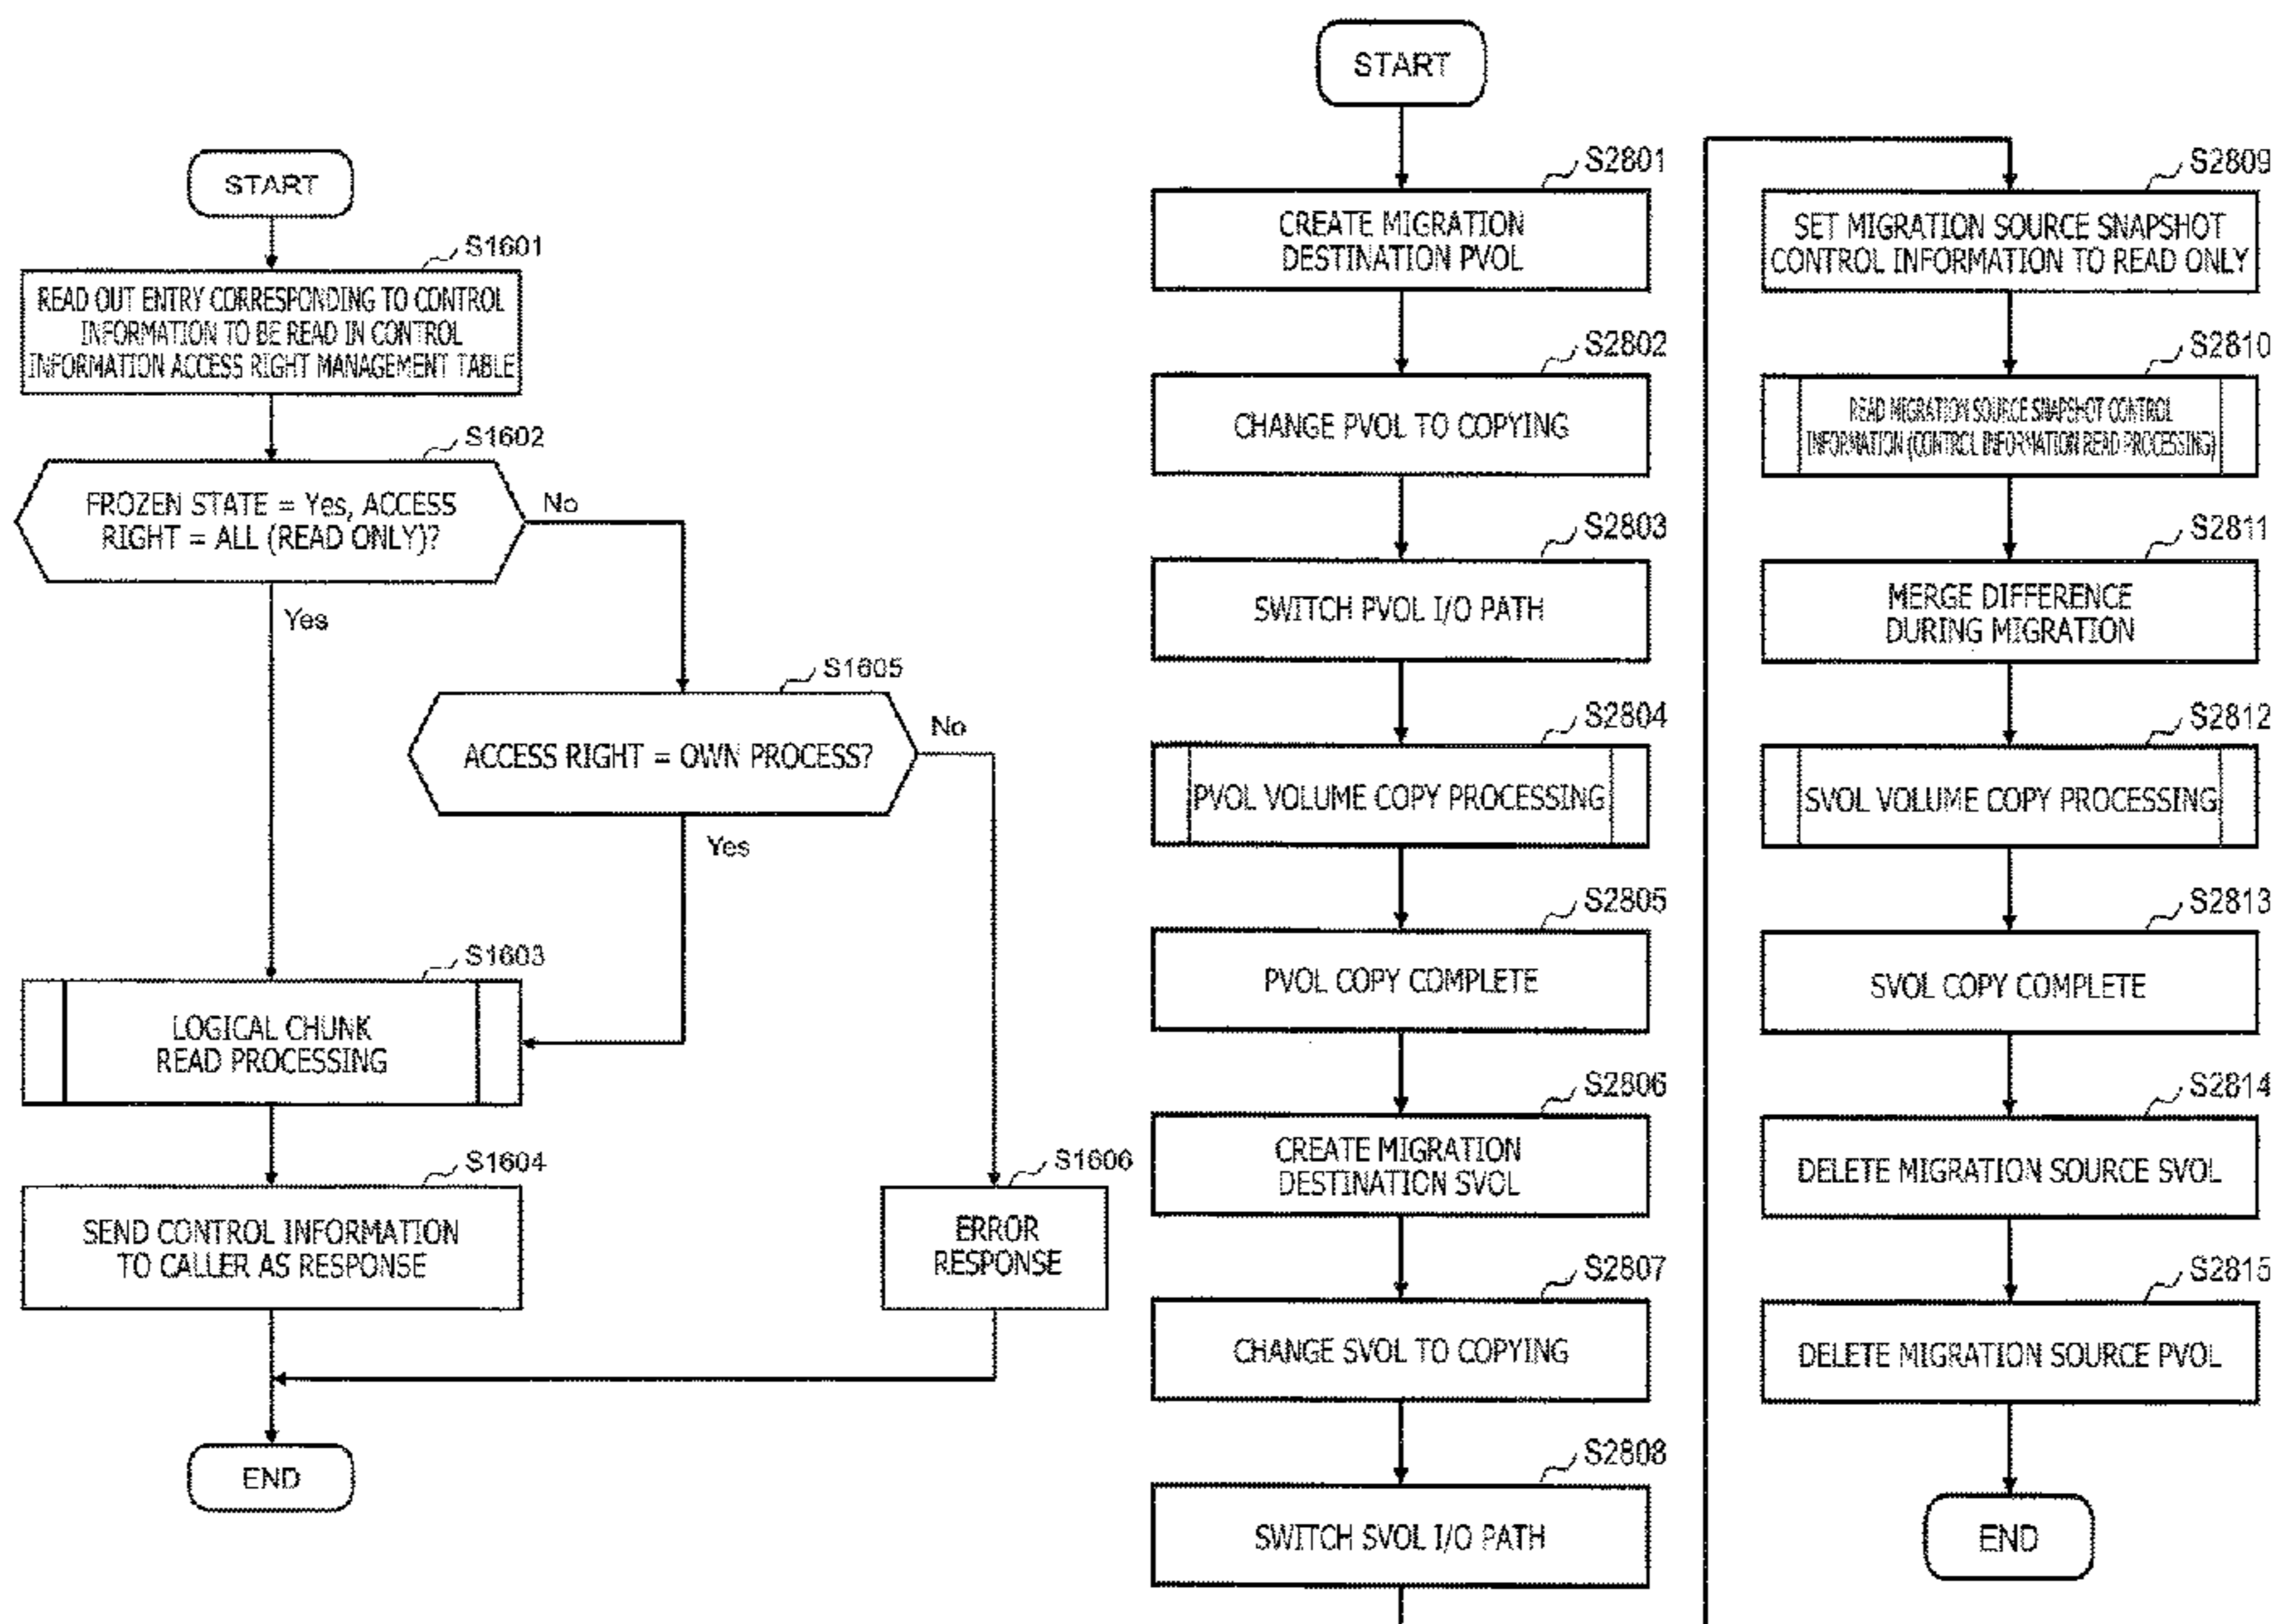 START
S1601
READ OUT ENTRY CORRESPONDING TO CONTROL
INFORMATION TO BE READ IN CONTROL
INFORMATION ACCESS RIGHT MANAGEMENT TABLE
S1602
FROZEN STATE = Yes, ACCESS
RIGHT = ALL (READ ONLY)?
No
Yes
S1605
ACCESS RIGHT = OWN PROCESS?
No
Yes
S1603
LOGICAL CHUNK
READ PROCESSING
S1604
SEND CONTROL INFORMATION
TO CALLER AS RESPONSE
S1606
ERROR
RESPONSE
END
START
S2801
CREATE MIGRATION
DESTINATION PVOL
S2802
CHANGE PVOL TO COPYING
S2803
SWITCH PVOL I/O PATH
S2804
PVOL VOLUME COPY PROCESSING
S2805
PVOL COPY COMPLETE
S2806
CREATE MIGRATION
DESTINATION SVOL
S2807
CHANGE SVOL TO COPYING
S2808
SWITCH SVOL I/O PATH
S2809
SET MIGRATION SOURCE SNAPSHOT
CONTROL INFORMATION TO READ ONLY
S2810
READ MIGRATION SOURCE SNAPSHOT CONTROL
INFORMATION (CONTROL INFORMATION READ PROCESSING)
S2811
MERGE DIFFERENCE
DURING MIGRATION
S2812
SVOL VOLUME COPY PROCESSING
S2813
SVOL COPY COMPLETE
S2814
DELETE MIGRATION SOURCE SVOL
S2815
DELETE MIGRATION SOURCE PVOL
END